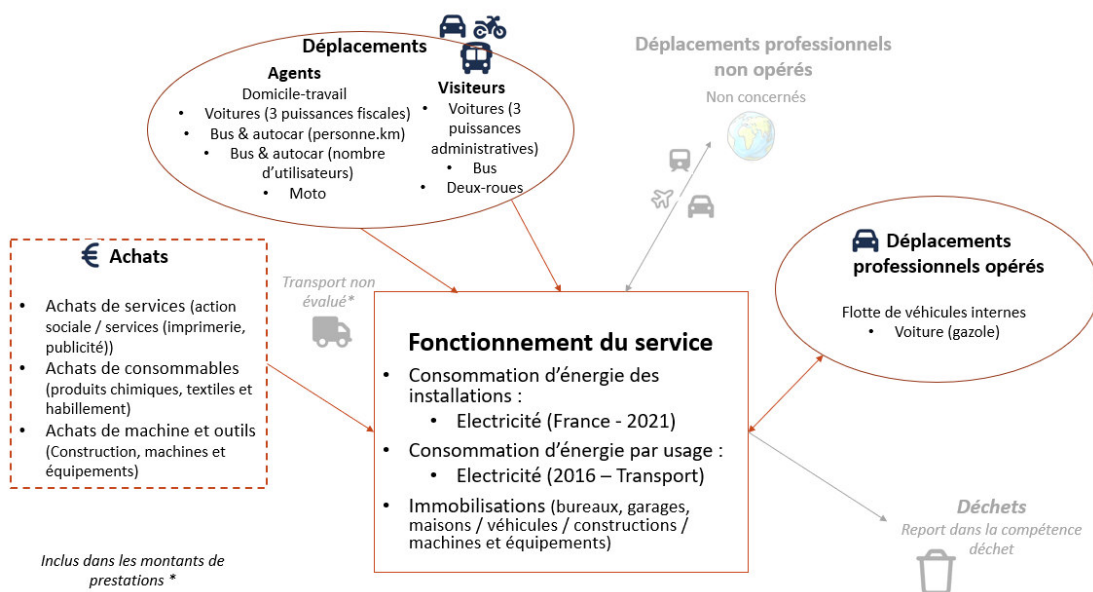 Déplacements
Agents
Domicile-travail
• Voitures (3 puissances fiscales)
• Bus & autocar (personne.km)
• Bus & autocar (nombre
d'utilisateurs)
• Moto
Visiteurs
• Voitures (3
puissances
administratives)
• Bus
• Deux-roues
Déplacements professionnels
non opérés
Non concernés
€ Achats
• Achats de services (action
sociale / services (imprimerie,
publicité))
• Achats de consommables
(produits chimiques, textiles et
habillement)
• Achats de machine et outils
(Construction, machines et
équipements)
Transport non
évalué*
Fonctionnement du service
• Consommation d'énergie des
installations :
• Electricité (France - 2021)
• Consommation d'énergie par usage :
• Electricité (2016 – Transport)
• Immobilisations (bureaux, garages,
maisons / véhicules / constructions /
machines et équipements)
Déplacements
professionnels opérés
Flotte de véhicules internes
• Voiture (gazole)
Déchets
Report dans la compétence
déchet
Inclus dans les montants de
prestations *